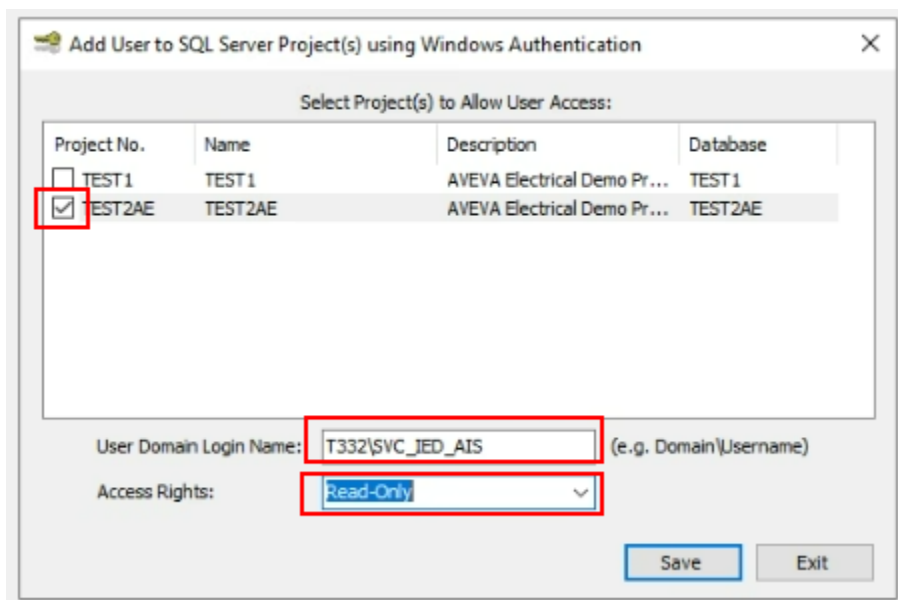 Add User to SQL Server Project(s) using Windows Authentication
Select Project(s) to Allow User Access:
Project No. Name Description Database
TEST1 TEST1 AVEVA Electrical Demo Pr... TEST1
TEST2AE TEST2AE AVEVA Electrical Demo Pr... TEST2AE
User Domain Login Name: T332\SVC_IED_AIS (e.g. Domain\Username)
Access Rights: Read-Only
Save Exit